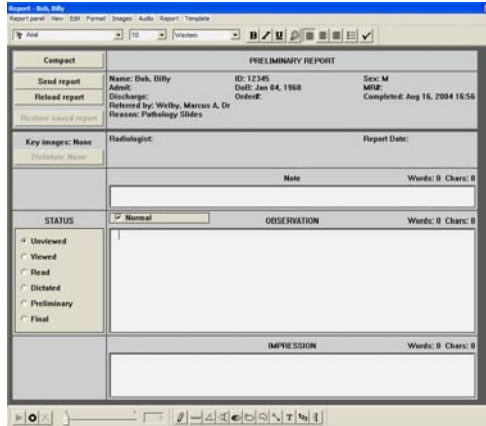 Report - Bob, Billy
Report panel View Edit Format Images Audio Report Template
Arial 10 Western B I U
Compact
PRELIMINARY REPORT
Send report
Reload report
Restore saved report
Name: Bob, Billy ID: 12345 Sex: M
Admit: DoB: Jan 04, 1960 MR#:
Discharge: Order#: Completed: Aug 16, 2004 16:56
Referred by: Welby. Marcus A, Dr
Reason: Pathology Slides
Key images: None
Dictation: None
Radiologist: Report Date:
Note Words: 0 Chars: 0
STATUS
Normal OBSERVATION Words: 0 Chars: 0
Unviewed
Viewed
Read
Dictated
Preliminary
Final
IMPRESSION Words: 0 Chars: 0
T